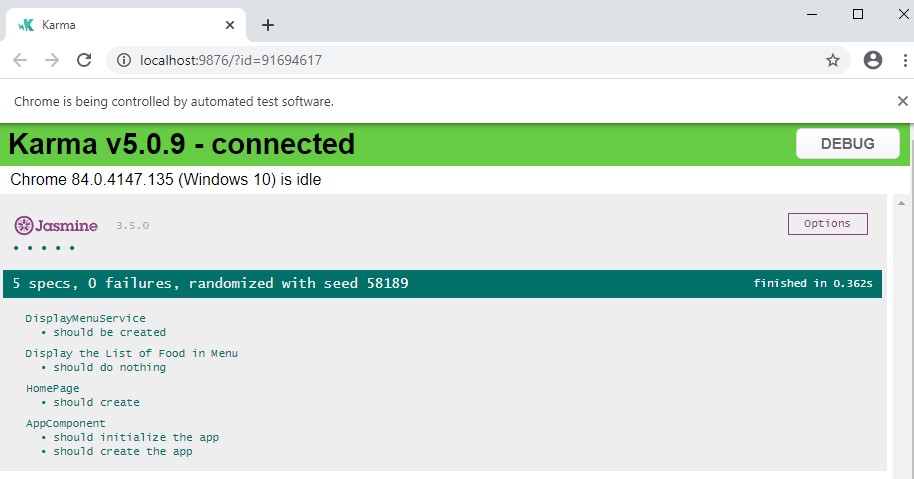 Karma
localhost:9876/?id=91694617
Chrome is being controlled by automated test software.
Karma v5.0.9 - connected
DEBUG
Chrome 84.0.4147.135 (Windows 10) is idle
Jasmine 3.5.0
Options
• • • • •
5 specs, 0 failures, randomized with seed 58189
finished in 0.362s
DisplayMenuService
• should be created
Display the List of Food in Menu
• should do nothing
HomePage
• should create
AppComponent
• should initialize the app
• should create the app